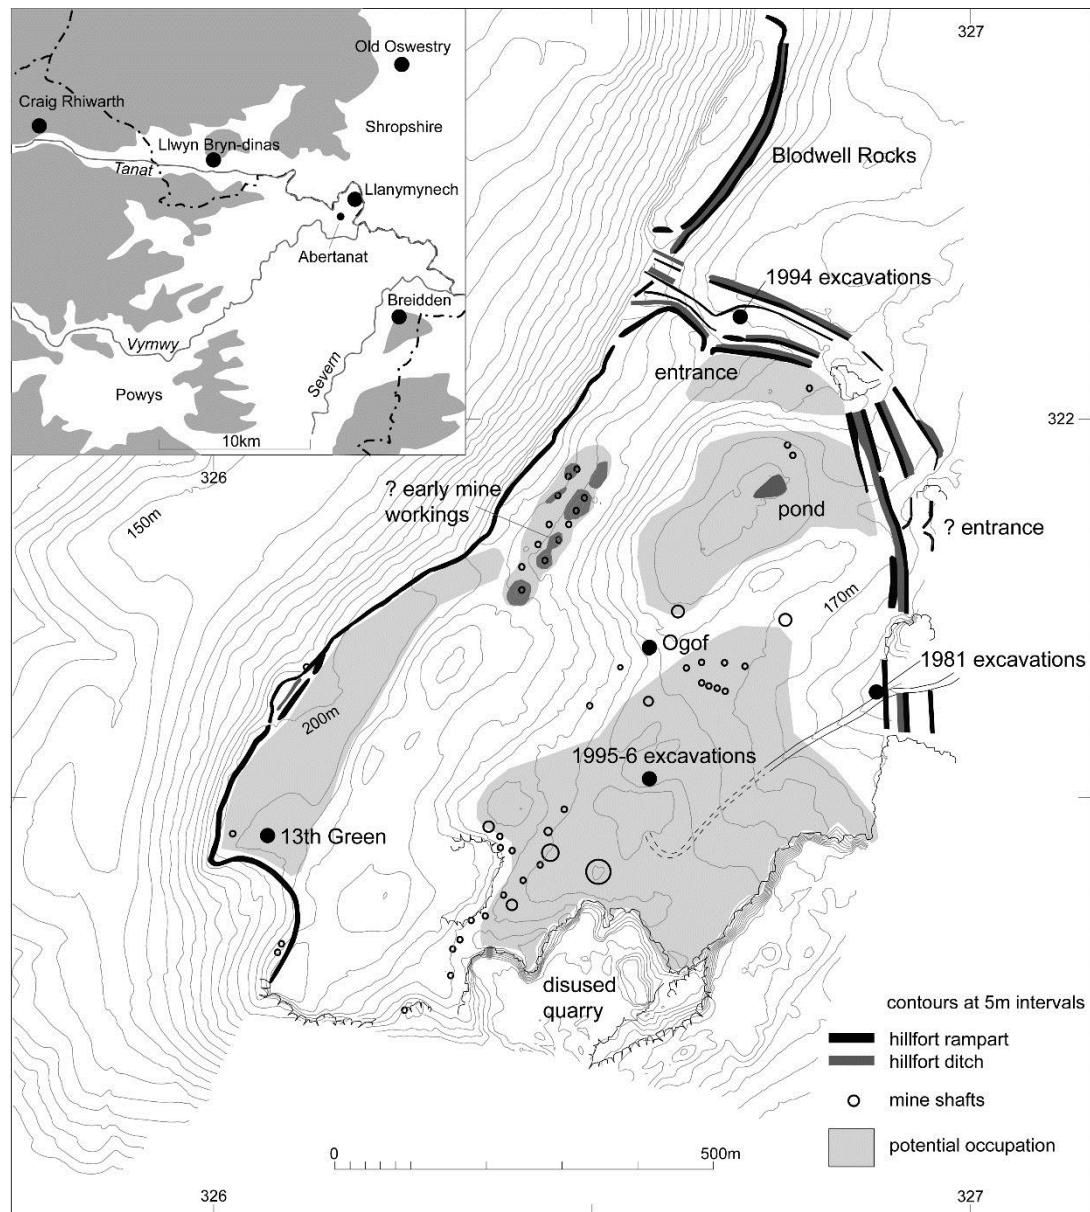 Old Oswestry
327
Craig Rhiwarth
Shropshire
Llwyn Bryn-dinas
Tanat
Blodwell Rocks
Llanymynech
Abertanat
1994 excavations
Breidden
Vyrnwy
Severn
entrance
Powys
10km
322
326
? early mine
workings
pond
150m
? entrance
170m
Ogof
1981 excavations
200m
1995-6 excavations
13th Green
disused
quarry
contours at 5m intervals
hillfort rampart
hillfort ditch
mine shafts
potential occupation
0
500m
326
327